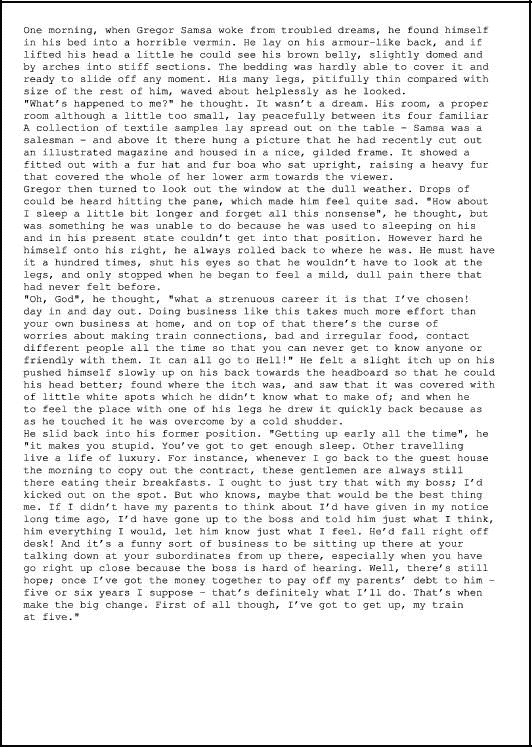 One morning, when Gregor Samsa woke from troubled dreams, he found himself
in his bed into a horrible vermin. He lay on his armour-like back, and if
lifted his head a little he could see his brown belly, slightly domed and
by arches into stiff sections. The bedding was hardly able to cover it and
ready to slide off any moment. His many legs, pitifully thin compared with
size of the rest of him, waved about helplessly as he looked.
"What's happened to me?" he thought. It wasn't a dream. His room, a proper
room although a little too small, lay peacefully between its four familiar
A collection of textile samples lay spread out on the table - Samsa was a
salesman - and above it there hung a picture that he had recently cut out
an illustrated magazine and housed in a nice, gilded frame. It showed a
fitted out with a fur hat and fur boa who sat upright, raising a heavy fur
that covered the whole of her lower arm towards the viewer.
Gregor then turned to look out the window at the dull weather. Drops of
could be heard hitting the pane, which made him feel quite sad. "How about
I sleep a little bit longer and forget all this nonsense", he thought, but
was something he was unable to do because he was used to sleeping on his
and in his present state couldn't get into that position. However hard he
himself onto his right, he always rolled back to where he was. He must have
it a hundred times, shut his eyes so that he wouldn't have to look at the
legs, and only stopped when he began to feel a mild, dull pain there that
had never felt before.
"Oh, God", he thought, "what a strenuous career it is that I've chosen!
day in and day out. Doing business like this takes much more effort than
your own business at home, and on top of that there's the curse of
worries about making train connections, bad and irregular food, contact
different people all the time so that you can never get to know anyone or
friendly with them. It can all go to Hell!" He felt a slight itch up on his
pushed himself slowly up on his back towards the headboard so that he could
his head better; found where the itch was, and saw that it was covered with
of little white spots which he didn't know what to make of; and when he
to feel the place with one of his legs he drew it quickly back because as
as he touched it he was overcome by a cold shudder.
He slid back into his former position. "Getting up early all the time", he
"it makes you stupid. You've got to get enough sleep. Other travelling
live a life of luxury. For instance, whenever I go back to the guest house
the morning to copy out the contract, these gentlemen are always still
there eating their breakfasts. I ought to just try that with my boss; I'd
kicked out on the spot. But who knows, maybe that would be the best thing
me. If I didn't have my parents to think about I'd have given in my notice
long time ago, I'd have gone up to the boss and told him just what I think,
him everything I would, let him know just what I feel. He'd fall right off
desk! And it's a funny sort of business to be sitting up there at your
talking down at your subordinates from up there, especially when you have
go right up close because the boss is hard of hearing. Well, there's still
hope; once I've got the money together to pay off my parents' debt to him -
five or six years I suppose - that's definitely what I'll do. That's when
make the big change. First of all though, I've got to get up, my train
at five."